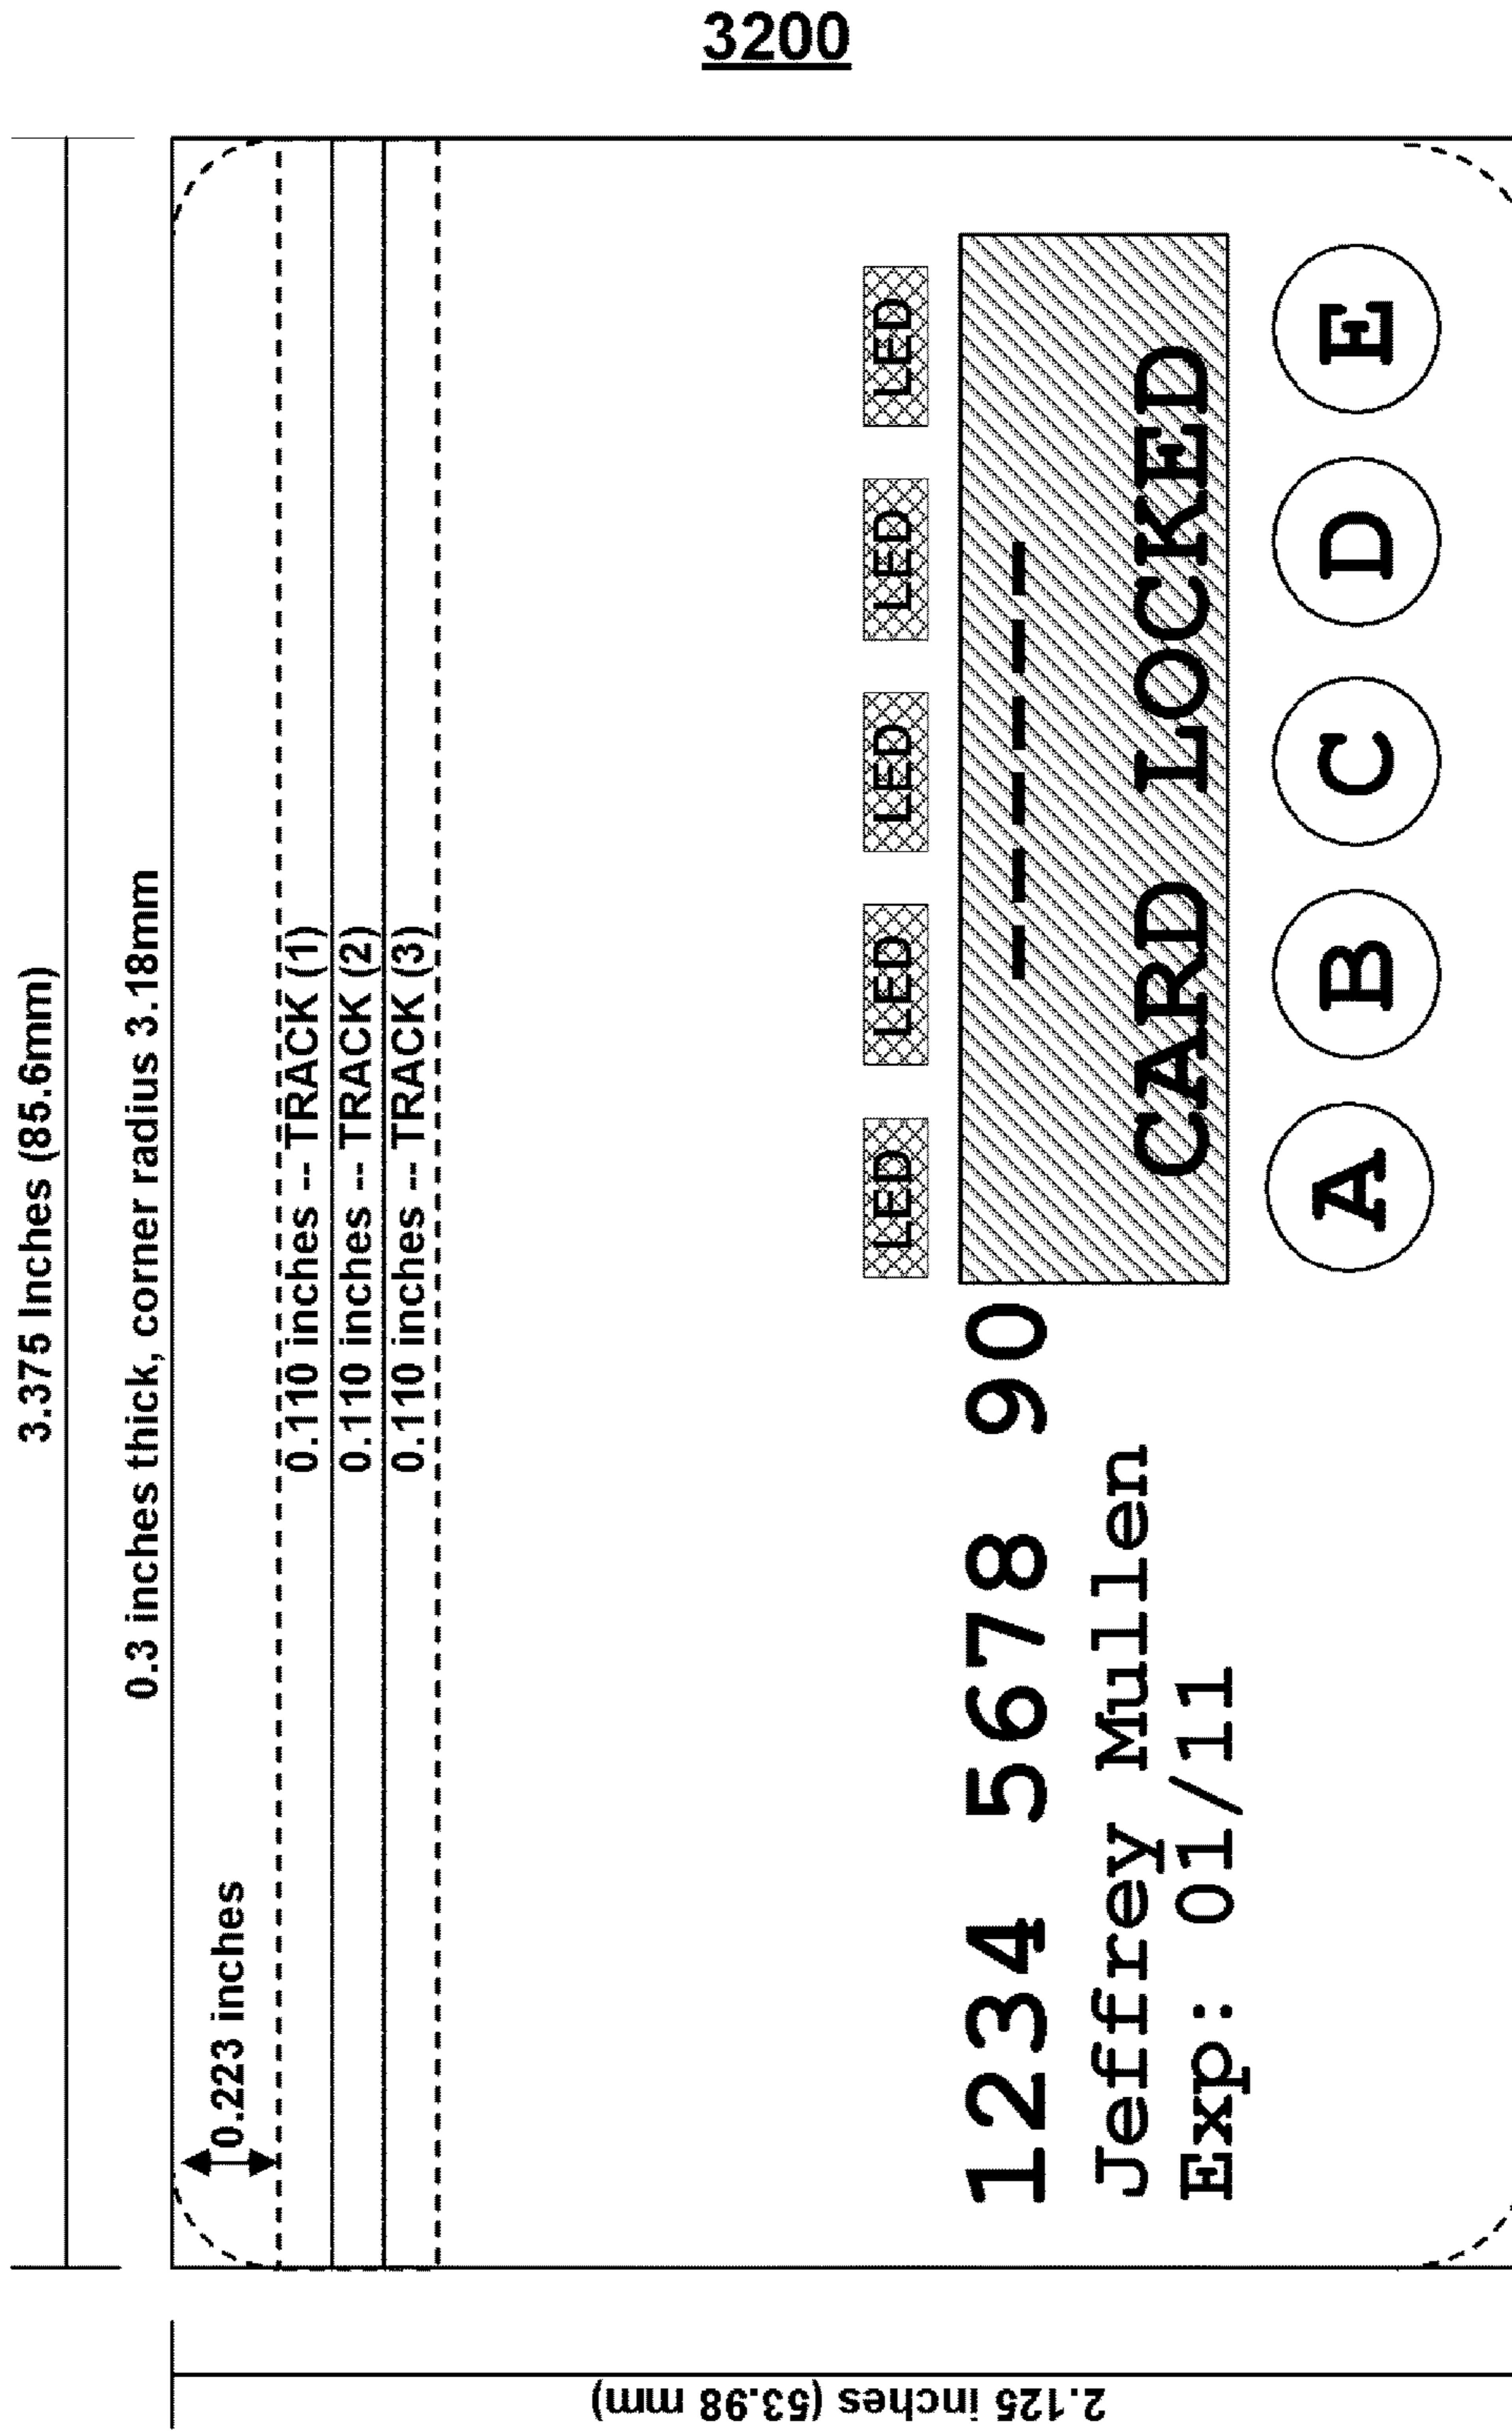 3200
3.375 Inches (85.6mm)
0.3 inches thick, corner radius 3.18mm
0.223 inches
0.110 inches -- TRACK (1)
0.110 inches -- TRACK (2)
0.110 inches -- TRACK (3)
2.125 inches (53.98 mm)
LED LED LED LED LED
1234 5678 90 ------
Jeffrey Mullen
CARD LOCKED
Exp: 01/11
A B C D E